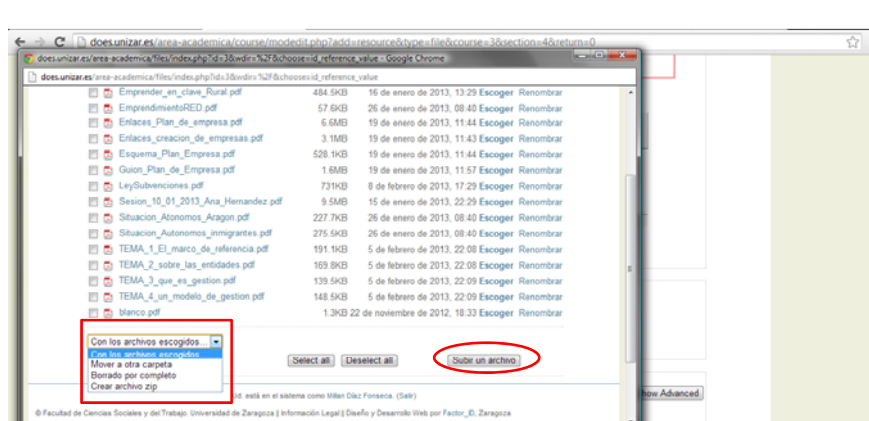 does.unizar.es/area-academica/course/modedit.php?add=resource&type=file&course=3&section=4&return=0
does.unizar.es/area-academica/files/index.php?id=3&wdir=%2F&choose=id_reference_value - Google Chrome
does.unizar.es/area-academica/files/index.php?id=3&wdir=%2F&choose=id_reference_value
Emprender_en_clave_Rural.pdf 484.5KB 16 de enero de 2013, 13:29 Escoger Renombrar
EmprendimientoRED.pdf 57.6KB 26 de enero de 2013, 08:40 Escoger Renombrar
Enlaces_Plan_de_empresa.pdf 6.6MB 19 de enero de 2013, 11:44 Escoger Renombrar
Enlaces_creacion_de_empresas.pdf 3.1MB 19 de enero de 2013, 11:43 Escoger Renombrar
Esquema_Plan_Empresa.pdf 528.1KB 19 de enero de 2013, 11:44 Escoger Renombrar
Guion_Plan_de_Empresa.pdf 1.6MB 19 de enero de 2013, 11:57 Escoger Renombrar
LeySubvenciones.pdf 731KB 8 de febrero de 2013, 17:29 Escoger Renombrar
Sesion_10_01_2013_Ana_Hernandez.pdf 9.5MB 15 de enero de 2013, 22:29 Escoger Renombrar
Situacion_Atonomos_Aragon.pdf 227.7KB 26 de enero de 2013, 08:40 Escoger Renombrar
Situacion_Autonomos_inmigrantes.pdf 275.5KB 26 de enero de 2013, 08:40 Escoger Renombrar
TEMA_1_El_marco_de_referencia.pdf 191.1KB 5 de febrero de 2013, 22:08 Escoger Renombrar
TEMA_2_sobre_las_entidades.pdf 169.8KB 5 de febrero de 2013, 22:08 Escoger Renombrar
TEMA_3_que_es_gestion.pdf 139.5KB 5 de febrero de 2013, 22:09 Escoger Renombrar
TEMA_4_un_modelo_de_gestion.pdf 148.5KB 5 de febrero de 2013, 22:09 Escoger Renombrar
blanco.pdf 1.3KB 22 de noviembre de 2012, 18:33 Escoger Renombrar
Con los archivos escogidos...
Con los archivos escogidos...
Mover a otra carpeta
Borrado por completo
Crear archivo zip
Select all Deselect all Subir un archivo
Ud. está en el sistema como Milan Díaz Fonseca. (Salir)
how Advanced
© Facultad de Ciencias Sociales y del Trabajo. Universidad de Zaragoza | Información Legal | Diseño y Desarrollo Web por Factor_ID, Zaragoza